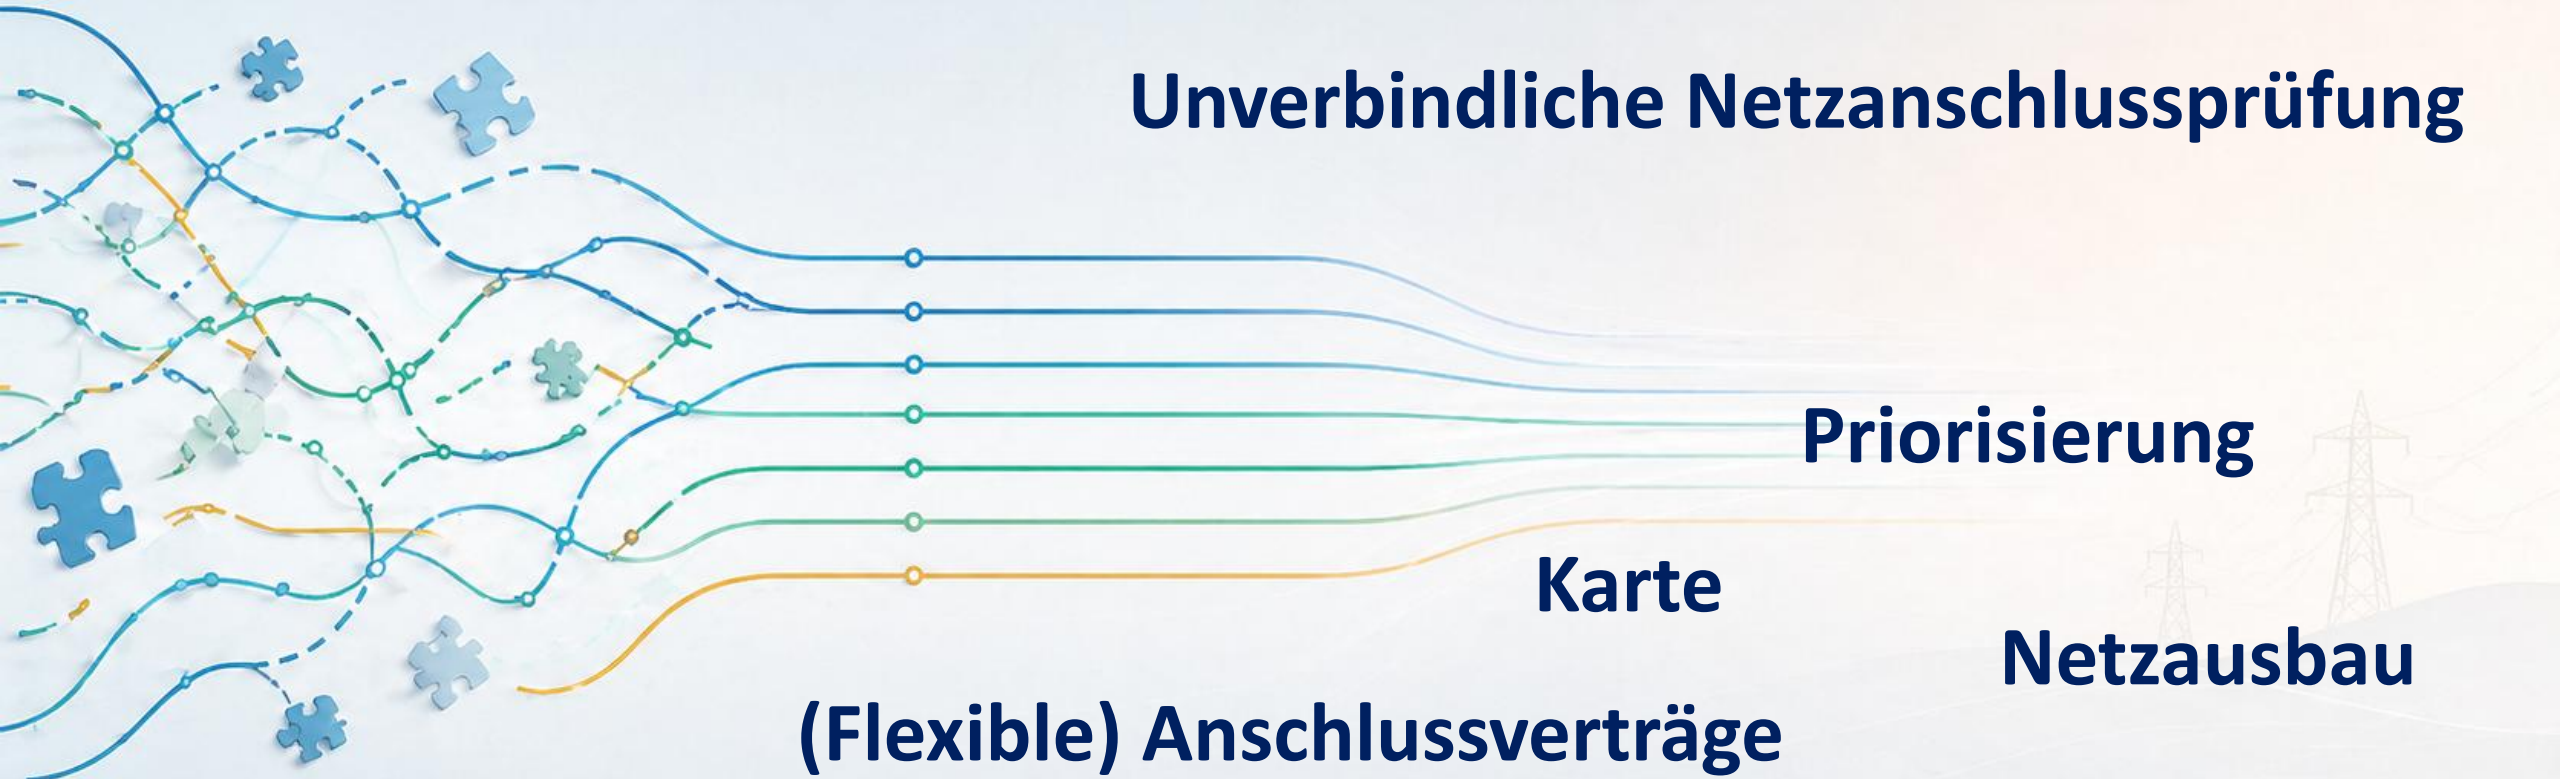 Unverbindliche Netzanschlussprüfung
Priorisierung
Karte
Netzausbau
(Flexible) Anschlussverträge